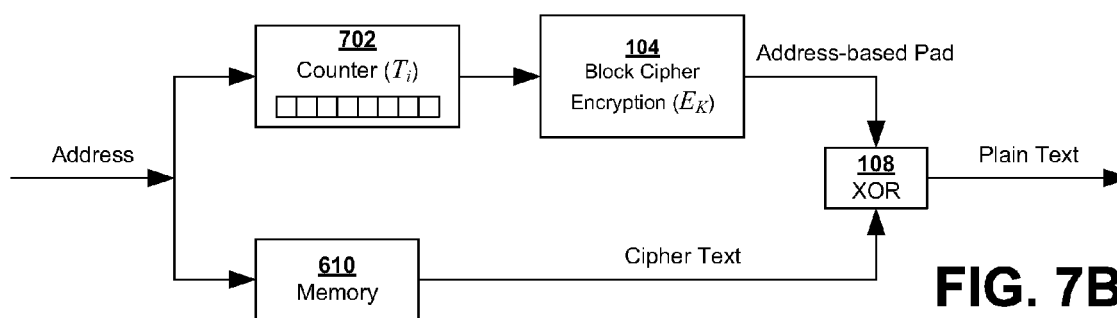 702
Counter (Tᵢ)
104
Block Cipher
Encryption (E_K)
Address-based Pad
Address
108
XOR
Plain Text
610
Memory
Cipher Text
FIG. 7B